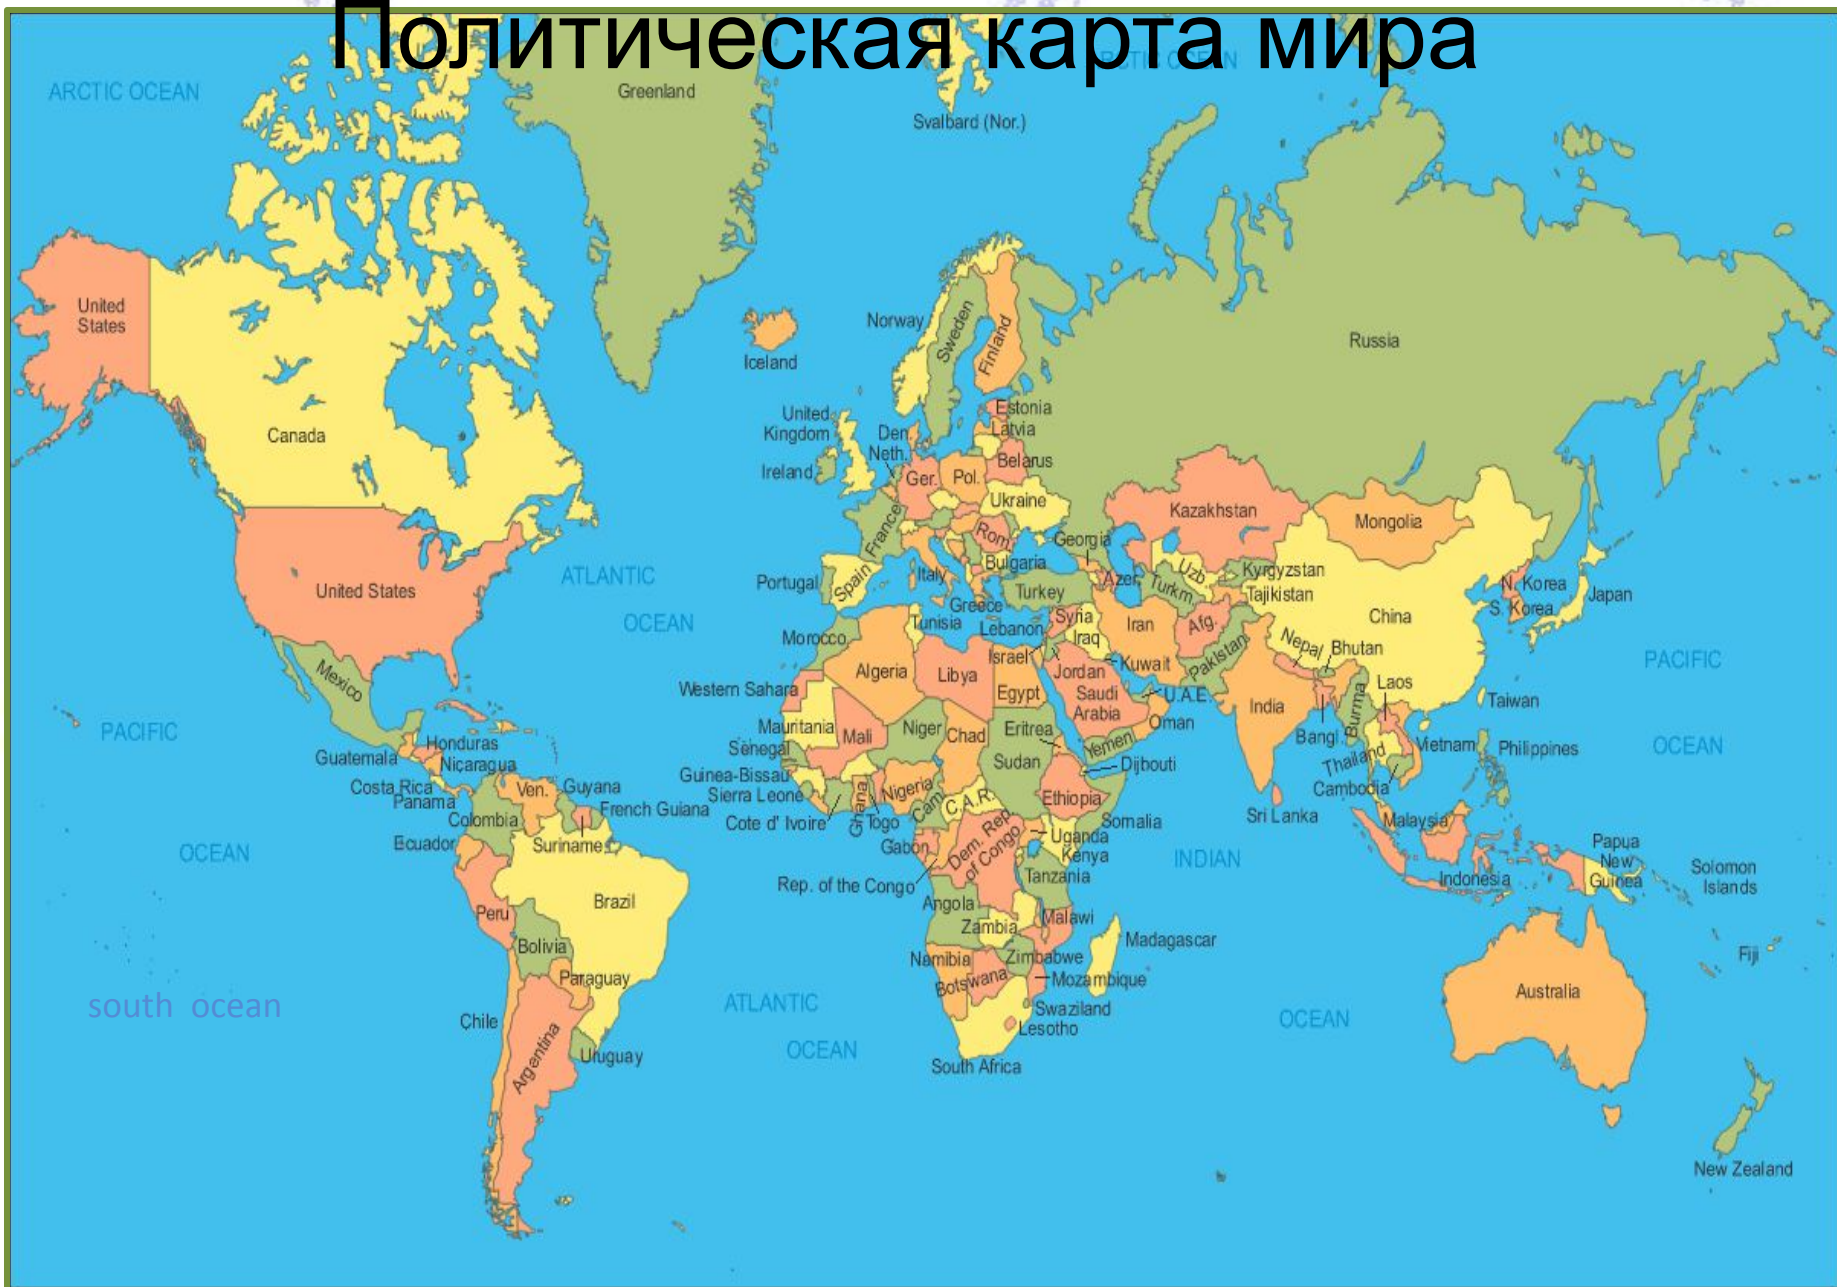 Политическая карта мира
ARCTIC OCEAN
ARCTIC OCEAN
Greenland
Svalbard (Nor.)
United
States
Canada
Iceland
Norway
Sweden
Finland
Russia
United
Kingdom
Ireland
Den.
Neth.
Estonia
Latvia
Belarus
Ger.
Pol.
Ukraine
France
Rom.
Kazakhstan
Mongolia
United States
ATLANTIC
OCEAN
Portugal
Spain
Italy
Bulgaria
Georgia
Azer.
Uzb.
Turkm.
Kyrgyzstan
Tajikistan
Greece
Turkey
China
N. Korea
S. Korea
Japan
Morocco
Tunisia
Lebanon
Syria
Iraq
Iran
Afg.
Pakistan
Nepal
Bhutan
PACIFIC
OCEAN
Mexico
Algeria
Libya
Israel
Egypt
Jordan
Kuwait
Saudi
Arabia
U.A.E.
Oman
India
Laos
Burma
Taiwan
Western Sahara
Mauritania
Mali
Niger
Chad
Eritrea
Yemen
Bangl.
Thailand
Vietnam
Philippines
PACIFIC
OCEAN
Guatemala
Honduras
Nicaragua
Costa Rica
Panama
Ven.
Guyana
French Guiana
Colombia
Suriname
Ecuador
Senegal
Guinea-Bissau
Sierra Leone
Cote d' Ivoire
Ghana
Togo
Nigeria
Cam.
C.A.R.
Sudan
Djibouti
Ethiopia
Somalia
Cambodia
Sri Lanka
Malaysia
Gabon
Rep. of the Congo
Dem. Rep.
of Congo
Uganda
Kenya
Tanzania
INDIAN
OCEAN
Indonesia
Papua
New
Guinea
Solomon
Islands
Brazil
Peru
Bolivia
Paraguay
Chile
Argentina
Uruguay
Angola
Zambia
Malawi
Namibia
Botswana
Zimbabwe
Mozambique
Madagascar
Swaziland
Lesotho
South Africa
ATLANTIC
OCEAN
Fiji
Australia
New Zealand
south ocean